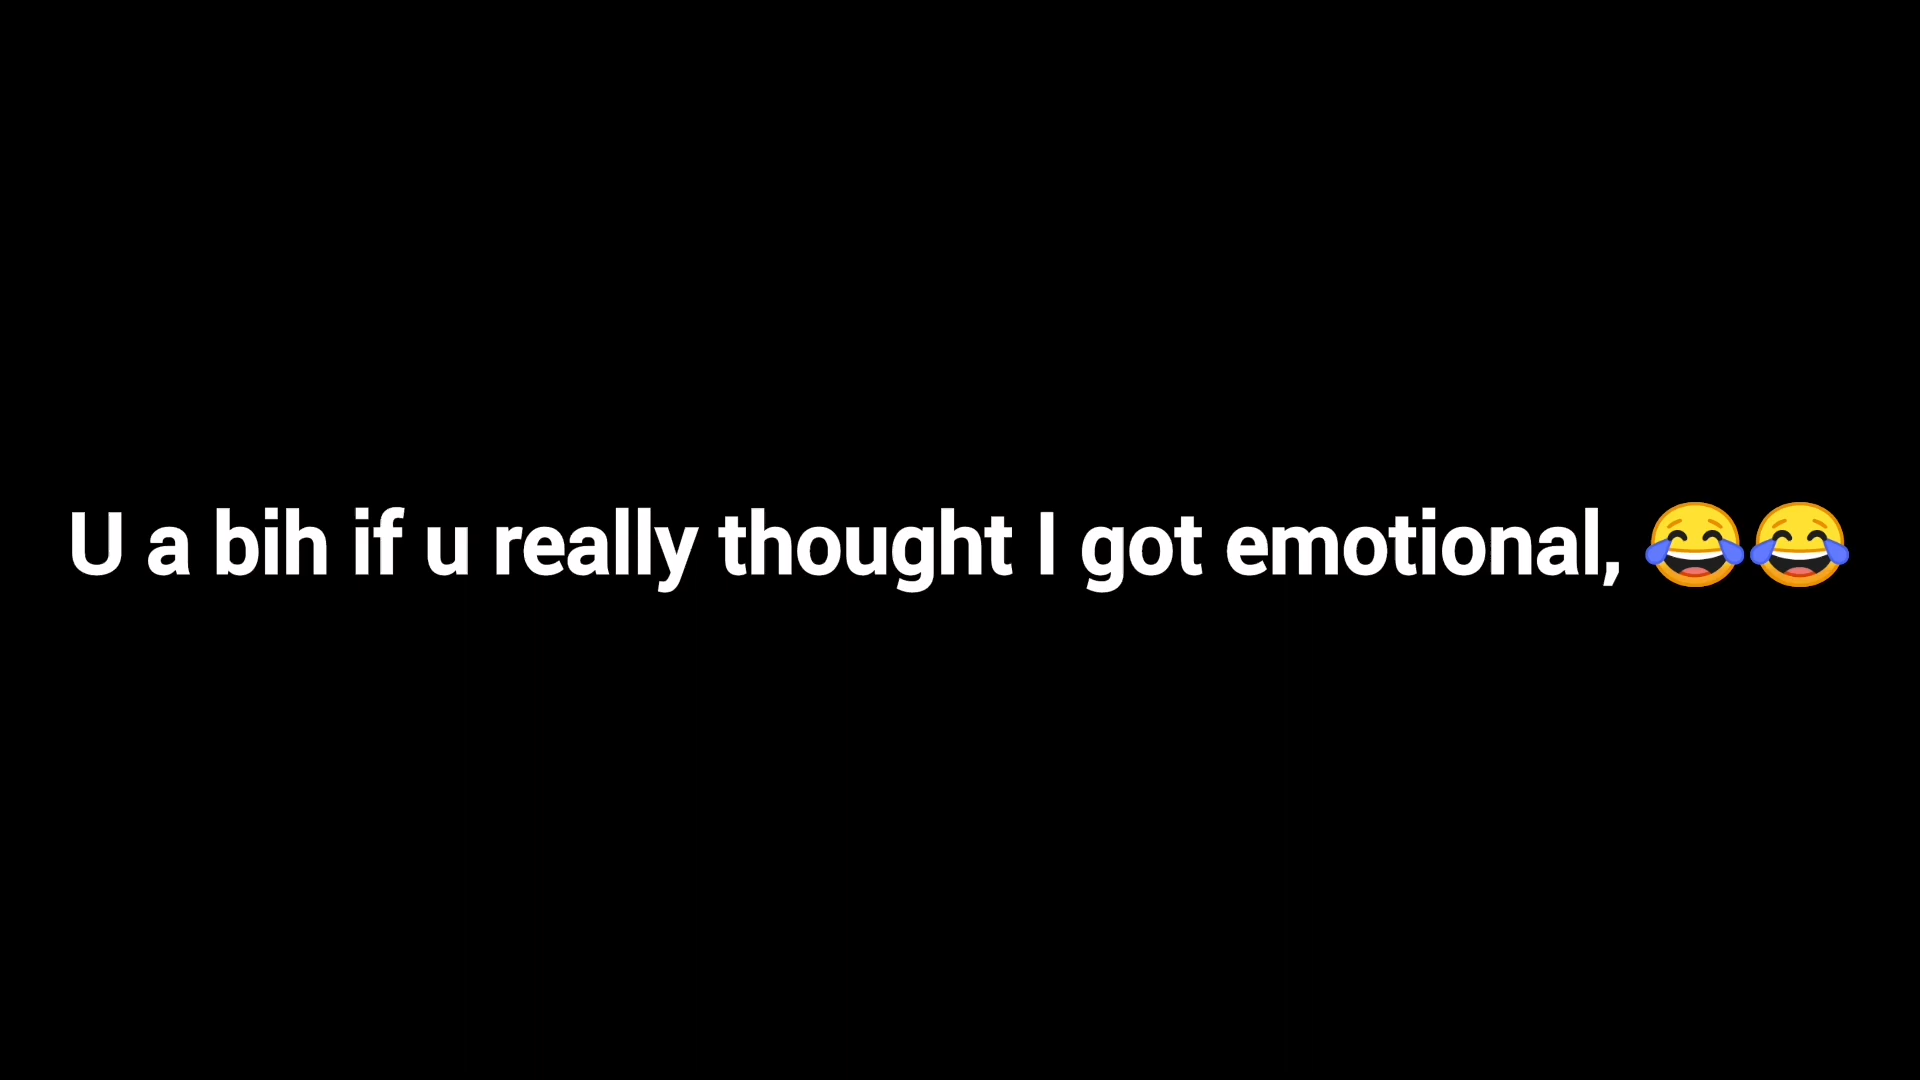 U a bih if u really thought I got emotional, 😂😂